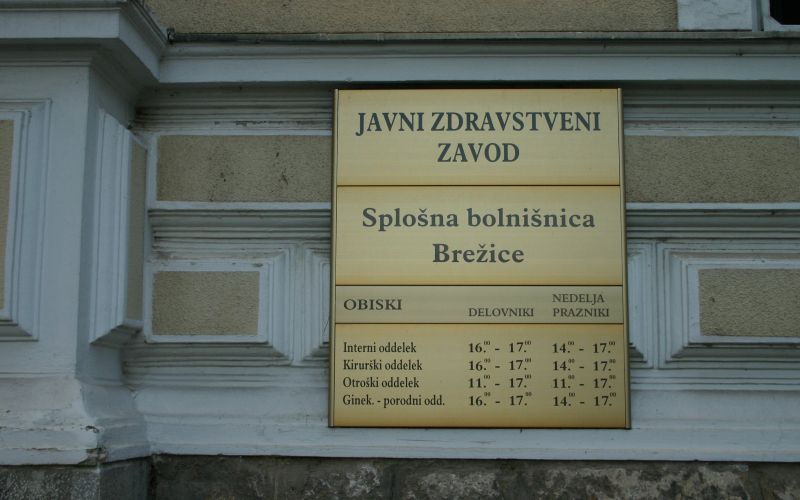 JAVNI ZDRAVSTVENI
ZAVOD
Splošna bolnišnica
Brežice
OBISKI DELOVNIKI NEDELJA PRAZNIKI
Interni oddelek 16.00 - 17.00 14.00 - 17.00
Kirurški oddelek 16.00 - 17.00 14.00 - 17.00
Otroški oddelek 11.00 - 17.00 11.00 - 17.00
Ginek. - porodni odd. 16.00 - 17.00 14.00 - 17.00